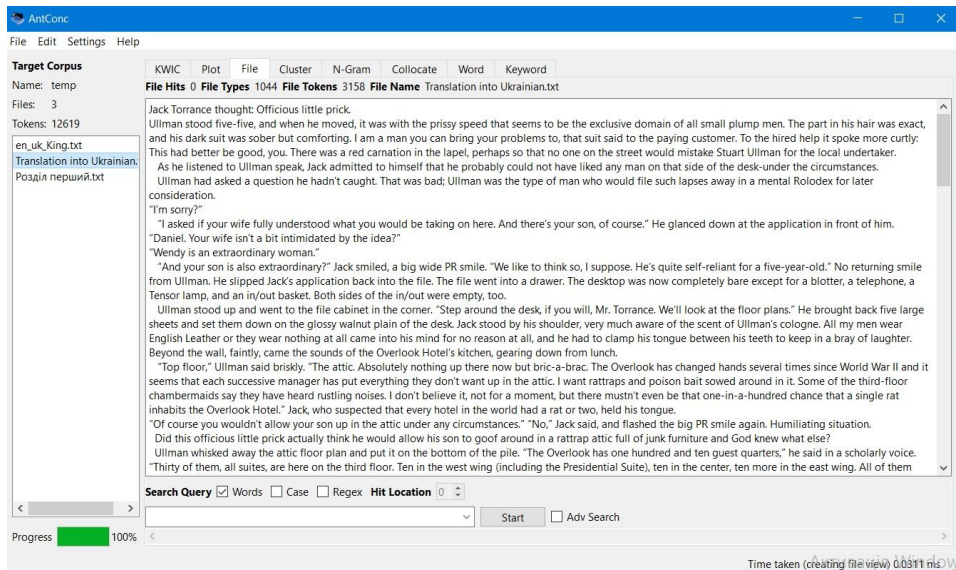 AntConc
File Edit Settings Help
Target Corpus
Name: temp
Files: 3
Tokens: 12619
en_uk_King.txt
Translation into Ukrainian.
Розділ перший.txt
Progress 100%
KWIC Plot File Cluster N-Gram Collocate Word Keyword
File Hits 0 File Types 1044 File Tokens 3158 File Name Translation into Ukrainian.txt
Jack Torrance thought: Officious little prick.
Ullman stood five-five, and when he moved, it was with the prissy speed that seems to be the exclusive domain of all small plump men. The part in his hair was exact,
and his dark suit was sober but comforting. I am a man you can bring your problems to, that suit said to the paying customer. To the hired help it spoke more curtly:
This had better be good, you. There was a red carnation in the lapel, perhaps so that no one on the street would mistake Stuart Ullman for the local undertaker.
As he listened to Ullman speak, Jack admitted to himself that he probably could not have liked any man on that side of the desk-under the circumstances.
Ullman had asked a question he hadn't caught. That was bad; Ullman was the type of man who would file such lapses away in a mental Rolodex for later
consideration.
"I'm sorry?"
"I asked if your wife fully understood what you would be taking on here. And there's your son, of course." He glanced down at the application in front of him.
"Daniel. Your wife isn't a bit intimidated by the idea?"
"Wendy is an extraordinary woman."
"And your son is also extraordinary?" Jack smiled, a big wide PR smile. "We like to think so, I suppose. He's quite self-reliant for a five-year-old." No returning smile
from Ullman. He slipped Jack's application back into the file. The file went into a drawer. The desktop was now completely bare except for a blotter, a telephone, a
Tensor lamp, and an in/out basket. Both sides of the in/out were empty, too.
Ullman stood up and went to the file cabinet in the corner. "Step around the desk, if you will, Mr. Torrance. We'll look at the floor plans." He brought back five large
sheets and set them down on the glossy walnut plain of the desk. Jack stood by his shoulder, very much aware of the scent of Ullman's cologne. All my men wear
English Leather or they wear nothing at all came into his mind for no reason at all, and he had to clamp his tongue between his teeth to keep in a bray of laughter.
Beyond the wall, faintly, came the sounds of the Overlook Hotel's kitchen, gearing down from lunch.
"Top floor," Ullman said briskly. "The attic. Absolutely nothing up there now but bric-a-brac. The Overlook has changed hands several times since World War II and it
seems that each successive manager has put everything they don't want up in the attic. I want rattraps and poison bait sowed around in it. Some of the third-floor
chambermaids say they have heard rustling noises. I don't believe it, not for a moment, but there mustn't even be that one-in-a-hundred chance that a single rat
inhabits the Overlook Hotel." Jack, who suspected that every hotel in the world had a rat or two, held his tongue.
"Of course you wouldn't allow your son up in the attic under any circumstances." "No," Jack said, and flashed the big PR smile again. Humiliating situation.
Did this officious little prick actually think he would allow his son to goof around in a rattrap attic full of junk furniture and God knew what else?
Ullman whisked away the attic floor plan and put it on the bottom of the pile. "The Overlook has one hundred and ten guest quarters," he said in a scholarly voice.
"Thirty of them, all suites, are here on the third floor. Ten in the west wing (including the Presidential Suite), ten in the center, ten more in the east wing. All of them
Search Query Words Case Regex Hit Location 0
Start Adv Search
Time taken (creating file view) 0.0311 ms